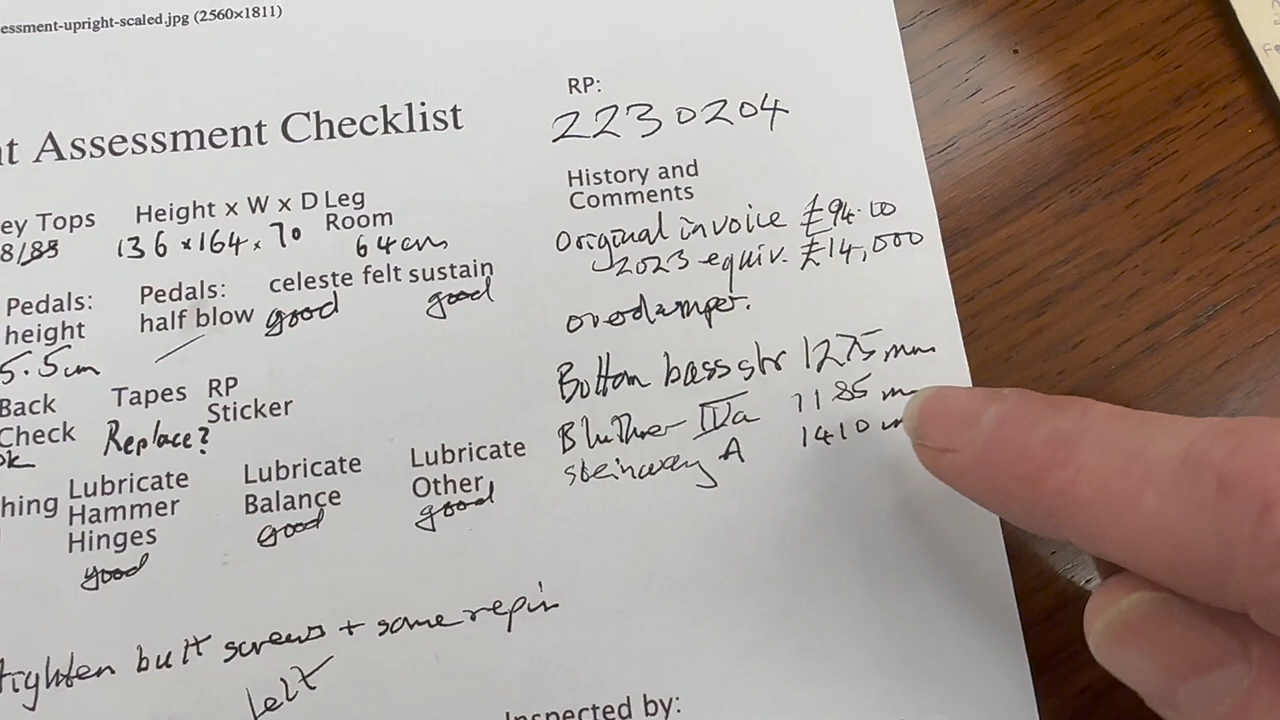 essment-upright-scaled.jpg (2560×1811)
t Assessment Checklist
RP:
2230204
History and
Comments
Original invoice £94.00
2023 equiv. £14,000
overdamper.
Bottom bass str 1275 mm
Bluthner IVa 1185 m
Steinway A 1410 m
ey Tops
8/85
Height x W x D
136 × 164 × 70
Leg
Room
64cm
Pedals:
height
5.5cm
Pedals:
half blow
celeste felt
good
sustain
good
Back
Check
ok
Tapes
Replace?
RP
Sticker
hing
Lubricate
Hammer
Hinges
good
Lubricate
Balance
good
Lubricate
Other
good
tighten butt screws + some repin
Inspected by: